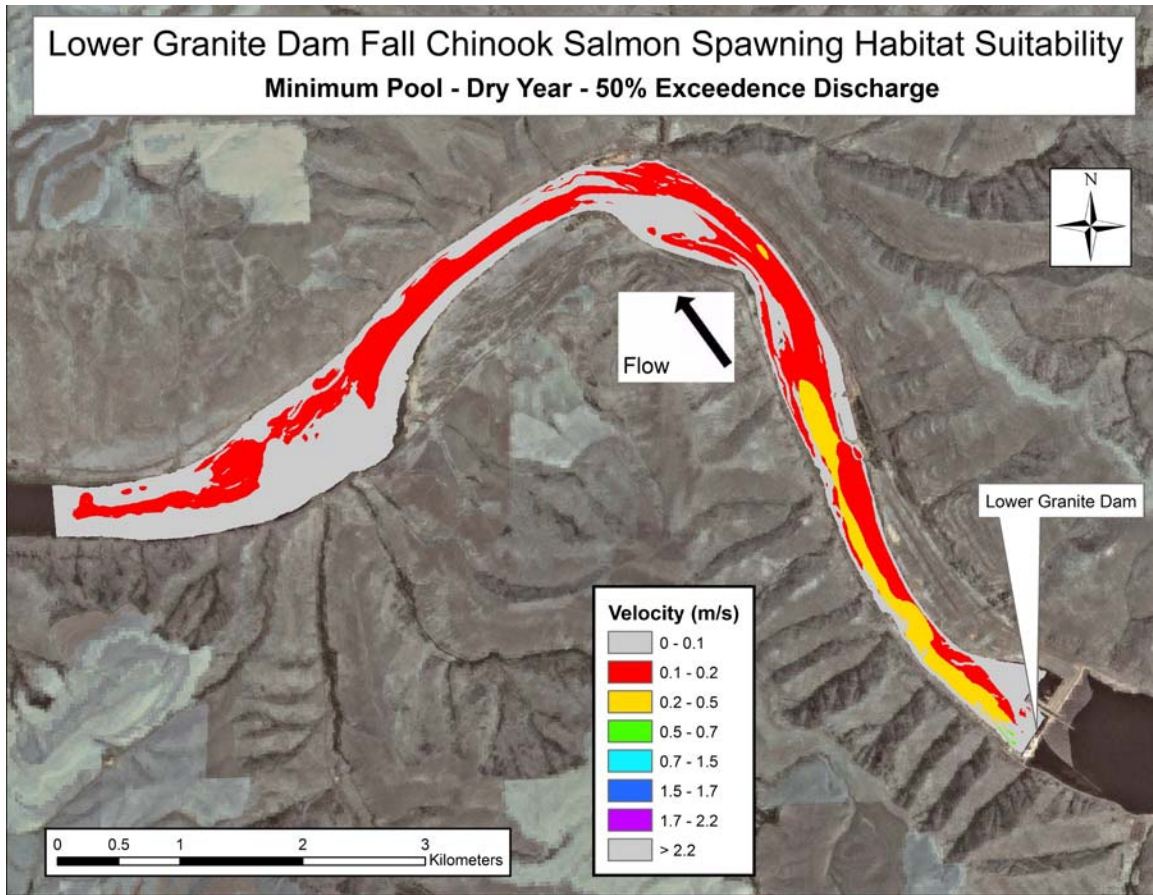 Lower Granite Dam Fall Chinook Salmon Spawning Habitat Suitability
Minimum Pool - Dry Year - 50% Exceedence Discharge
N
Flow
Lower Granite Dam
Velocity (m/s)
0 - 0.1
0.1 - 0.2
0.2 - 0.5
0.5 - 0.7
0.7 - 1.5
1.5 - 1.7
1.7 - 2.2
> 2.2
0 0.5 1 2 3
Kilometers